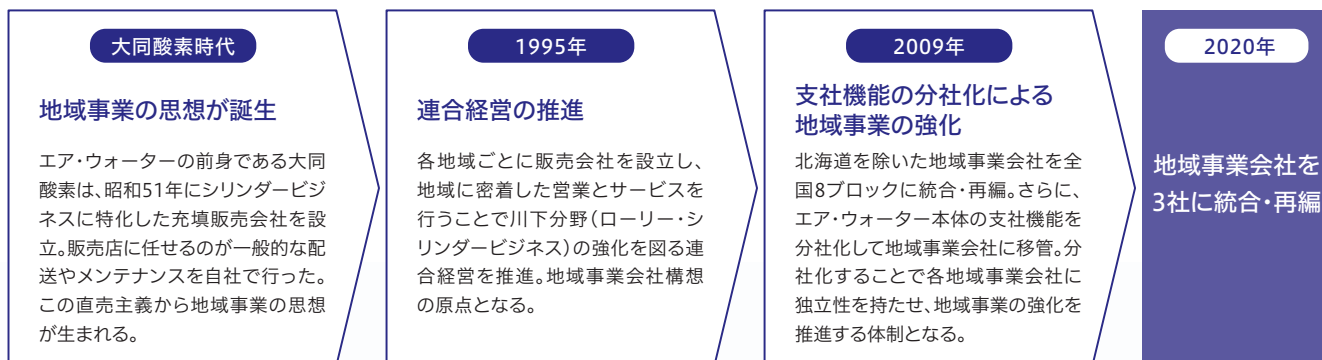 大同酸素時代
地域事業の思想が誕生
エア・ウォーターの前身である大同
酸素は、昭和51年にシリンダービジ
ネスに特化した充填販売会社を設
立。販売店に任せるのが一般的な配
送やメンテナンスを自社で行った。
この直売主義から地域事業の思想
が生まれる。
1995年
連合経営の推進
各地域ごとに販売会社を設立し、
地域に密着した営業とサービスを
行うことで川下分野（ローリー・シ
リンダービジネス）の強化を図る連
合経営を推進。地域事業会社構想
の原点となる。
2009年
支社機能の分社化による
地域事業の強化
北海道を除いた地域事業会社を全
国8ブロックに統合・再編。さらに、
エア・ウォーター本体の支社機能を
分社化して地域事業会社に移管。分
社化することで各地域事業会社に
独立性を持たせ、地域事業の強化を
推進する体制となる。
2020年
地域事業会社を
3社に統合・再編